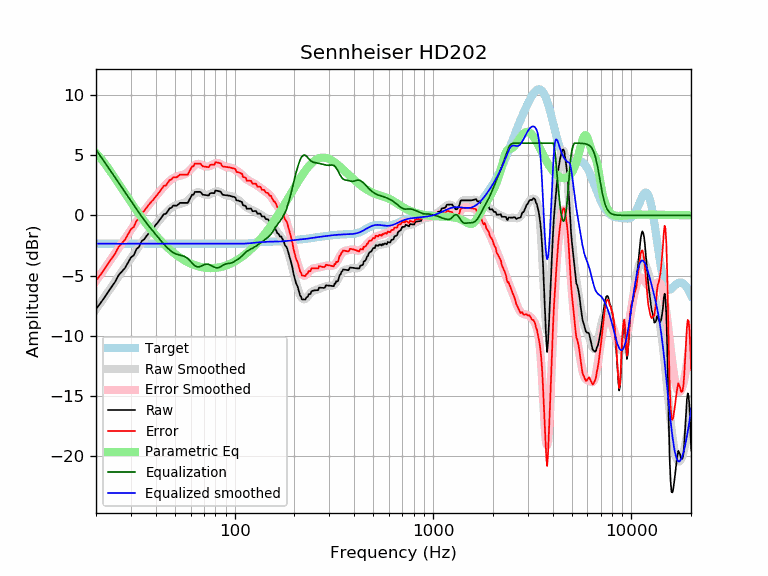 Sennheiser HD202
Amplitude (dBr)
10
5
0
−5
−10
−15
−20
Target
Raw Smoothed
Error Smoothed
Raw
Error
Parametric Eq
Equalization
Equalized smoothed
100
1000
10000
Frequency (Hz)